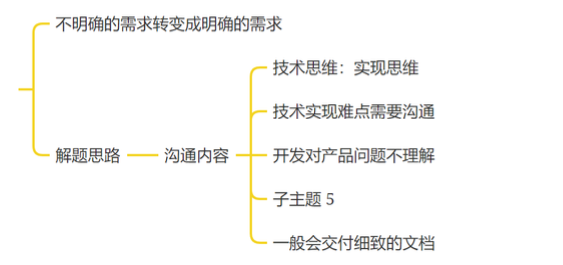 不明确的需求转变成明确的需求
技术思维：实现思维
技术实现难点需要沟通
解题思路
沟通内容
开发对产品问题不理解
子主题 5
一般会交付细致的文档